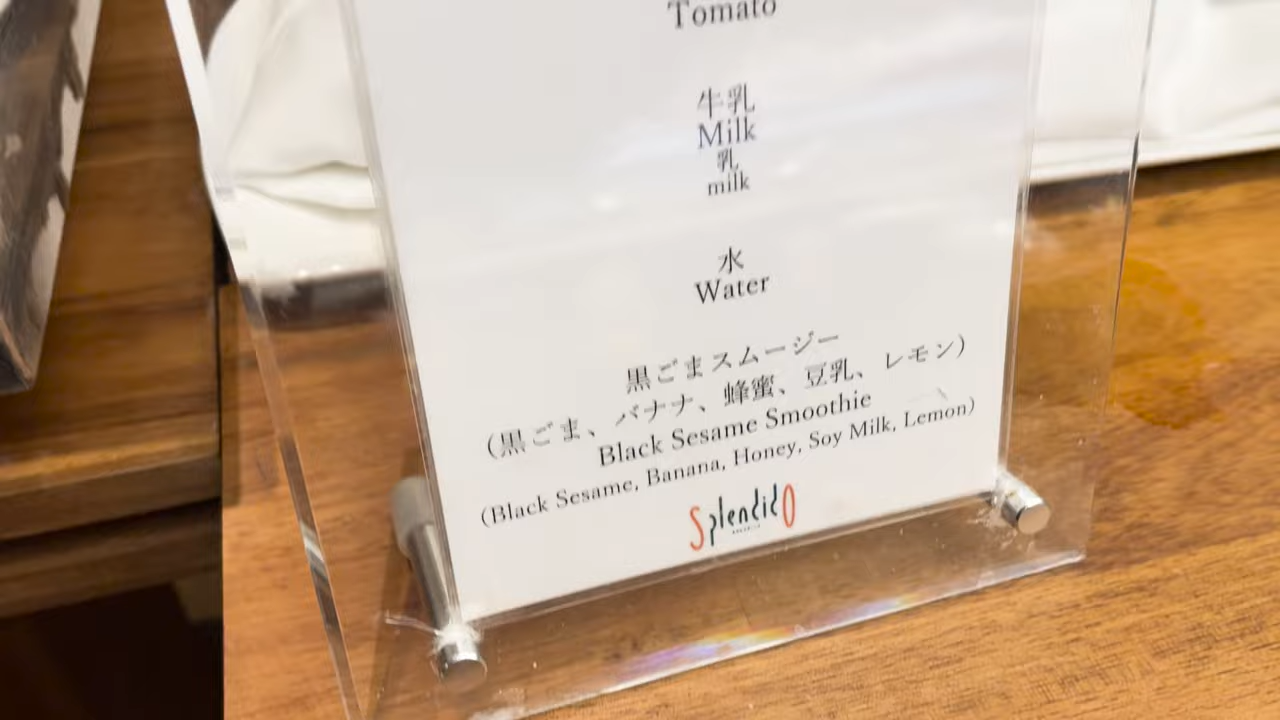 Tomato
牛乳
Milk
乳
milk
水
Water
黒ごまスムージー
(黒ごま、バナナ、蜂蜜、豆乳、レモン)
Black Sesame Smoothie
(Black Sesame, Banana, Honey, Soy Milk, Lemon)
SplendidO